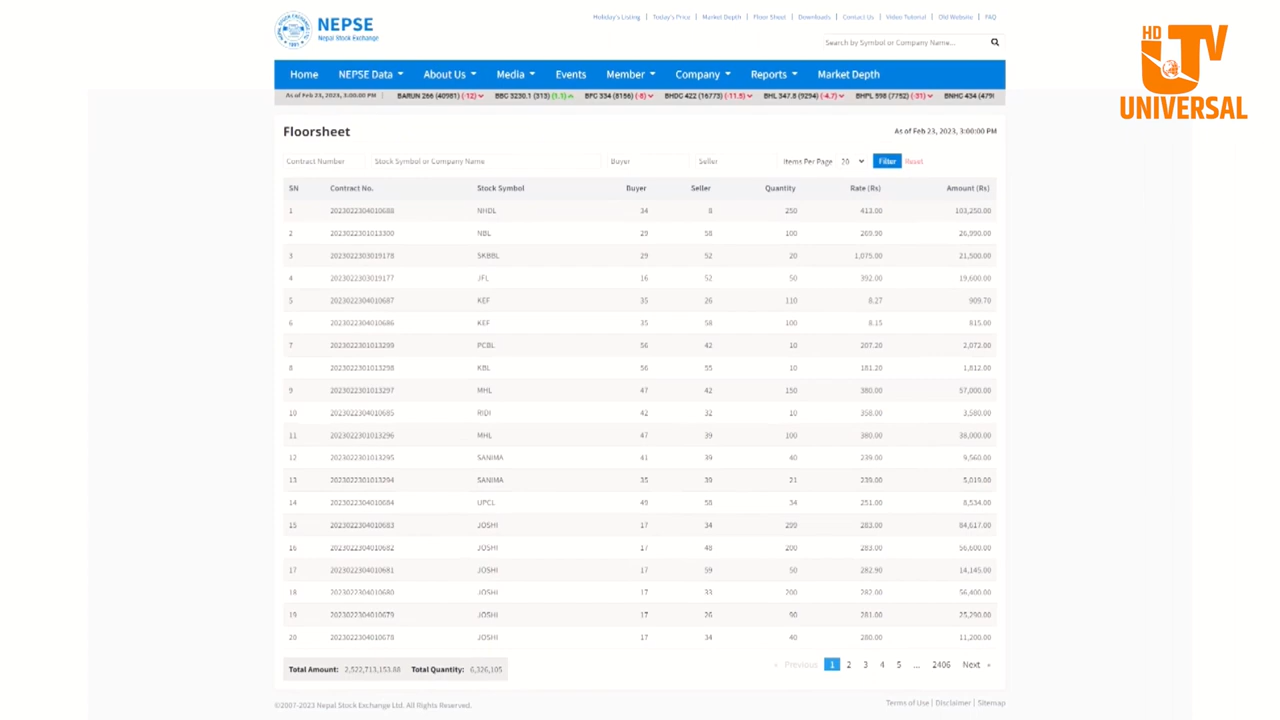 NEPSE
Nepal Stock Exchange
Holiday's Listing | Today's Price | Market Depth | Floor Sheet | Downloads | Contact Us | Video Tutorial | Old Website | FAQ
Search by Symbol or Company Name...
HD
UTV
UNIVERSAL
Home NEPSE Data About Us Media Events Member Company Reports Market Depth
As of Feb 23, 2023, 3:00:00 PM | BARUN 266 (40981) (-12) BBC 3230.1 (313) (1.1) BFC 334 (8156) (-8) BHDC 422 (16773) (-11.5) BHL 347.8 (9294) (-4.7) BHPL 598 (7752) (-31) BNHC 434 (479
Floorsheet As of Feb 23, 2023, 3:00:00 PM
Contract Number Stock Symbol or Company Name Buyer Seller Items Per Page 20 Filter Reset
SN Contract No. Stock Symbol Buyer Seller Quantity Rate (Rs) Amount (Rs)
1 2023022304010688 NHDL 34 8 250 413.00 103,250.00
2 2023022301013300 NBL 29 58 100 269.90 26,990.00
3 2023022303019178 SKBBL 29 52 20 1,075.00 21,500.00
4 2023022303019177 JFL 16 52 50 392.00 19,600.00
5 2023022304010687 KEF 35 26 110 8.27 909.70
6 2023022304010686 KEF 35 58 100 8.15 815.00
7 2023022301013299 PCBL 56 42 10 207.20 2,072.00
8 2023022301013298 KBL 56 55 10 181.20 1,812.00
9 2023022301013297 MHL 47 42 150 380.00 57,000.00
10 2023022304010685 RIDI 42 32 10 358.00 3,580.00
11 2023022301013296 MHL 47 39 100 380.00 38,000.00
12 2023022301013295 SANIMA 41 39 40 239.00 9,560.00
13 2023022301013294 SANIMA 35 39 21 239.00 5,019.00
14 2023022304010684 UPCL 49 58 34 251.00 8,534.00
15 2023022304010683 JOSHI 17 34 299 283.00 84,617.00
16 2023022304010682 JOSHI 17 48 200 283.00 56,600.00
17 2023022304010681 JOSHI 17 59 50 282.90 14,145.00
18 2023022304010680 JOSHI 17 33 200 282.00 56,400.00
19 2023022304010679 JOSHI 17 26 90 281.00 25,290.00
20 2023022304010678 JOSHI 17 34 40 280.00 11,200.00
Total Amount: 2,522,713,153.88 Total Quantity: 6,326,105 « Previous 1 2 3 4 5 ... 2406 Next »
©2007-2023 Nepal Stock Exchange Ltd. All Rights Reserved. Terms of Use | Disclaimer | Sitemap